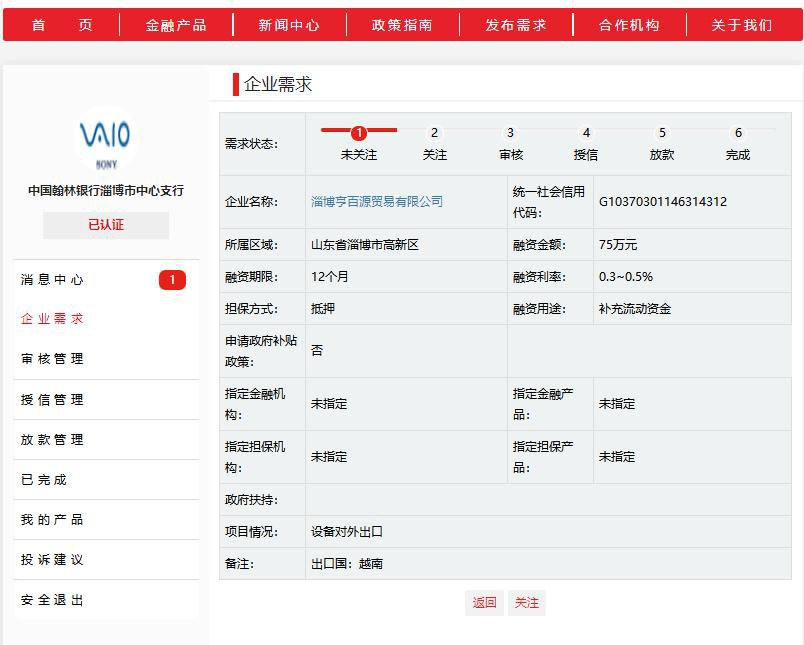 首 页 金融产品 新闻中心 政策指南 发布需求 合作机构 关于我们
企业需求
VAIO
SONY
中国翰林银行淄博市中心支行
已认证
消息中心 1
企业需求
审核管理
授信管理
放款管理
已完成
我的产品
投诉建议
安全退出
需求状态: 1 2 3 4 5 6
未关注 关注 审核 授信 放款 完成
企业名称: 淄博亨百源贸易有限公司 统一社会信用
代码: G10370301146314312
所属区域: 山东省淄博市高新区 融资金额: 75万元
融资期限: 12个月 融资利率: 0.3~0.5%
担保方式: 抵押 融资用途: 补充流动资金
申请政府补贴
政策: 否
指定金融机
构: 未指定 指定金融产
品: 未指定
指定担保机
构: 未指定 指定担保产
品: 未指定
政府扶持:
项目情况: 设备对外出口
备注: 出口国：越南
返回 关注